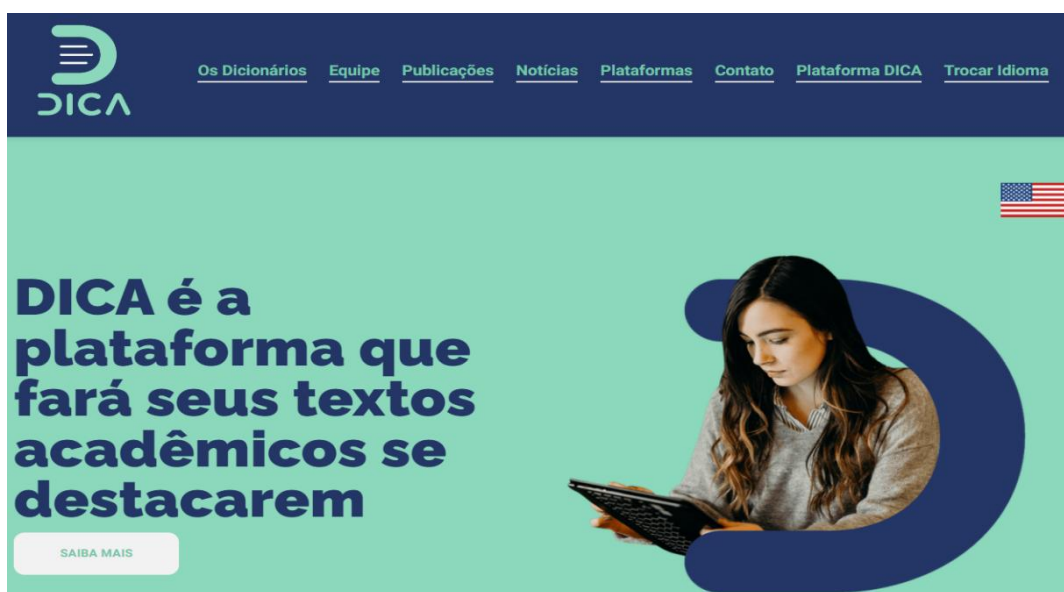 DICA
Os Dicionários Equipe Publicações Notícias Plataformas Contato Plataforma DICA Trocar Idioma
DICA é a
plataforma que
fará seus textos
acadêmicos se
destacarem
SAIBA MAIS